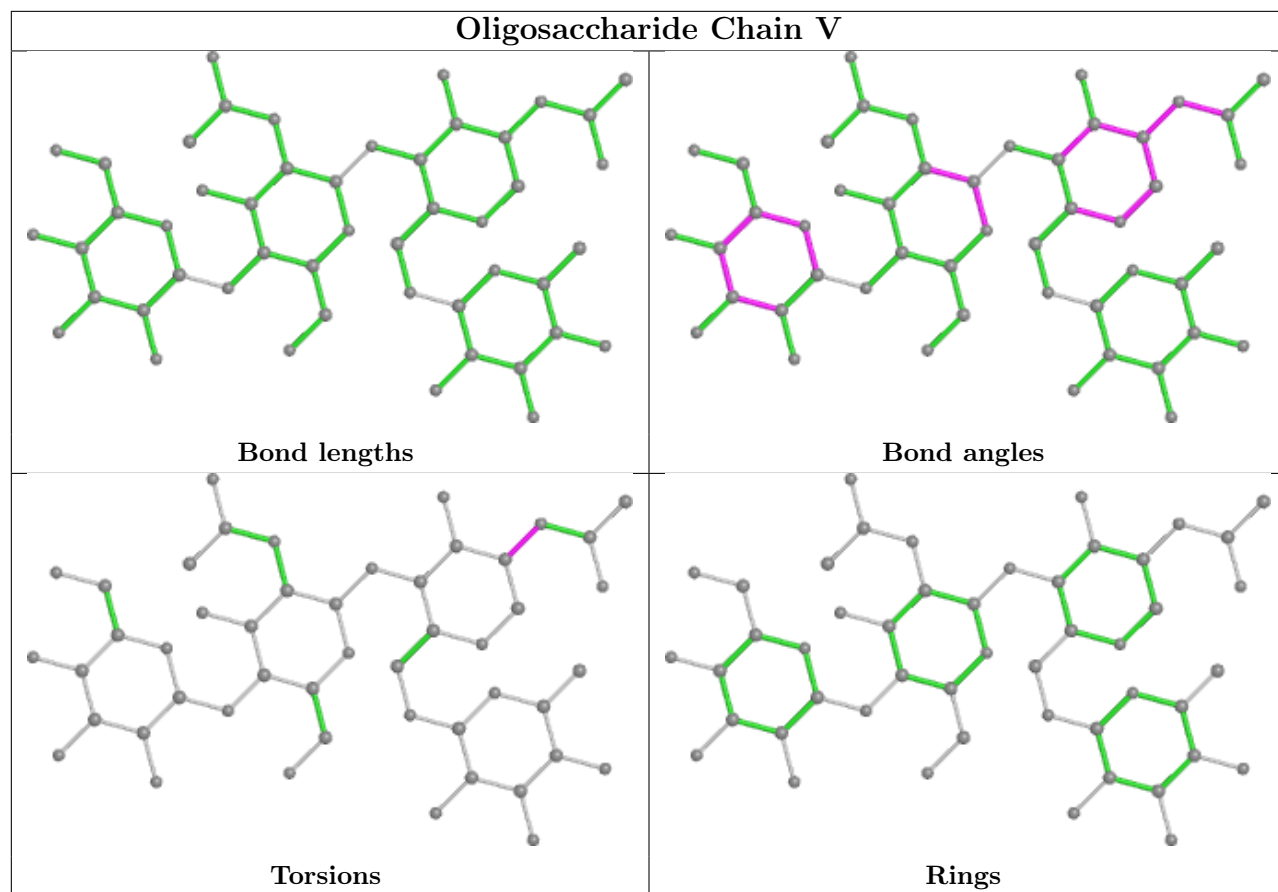 Oligosaccharide Chain V
Bond lengths
Bond angles
Torsions
Rings